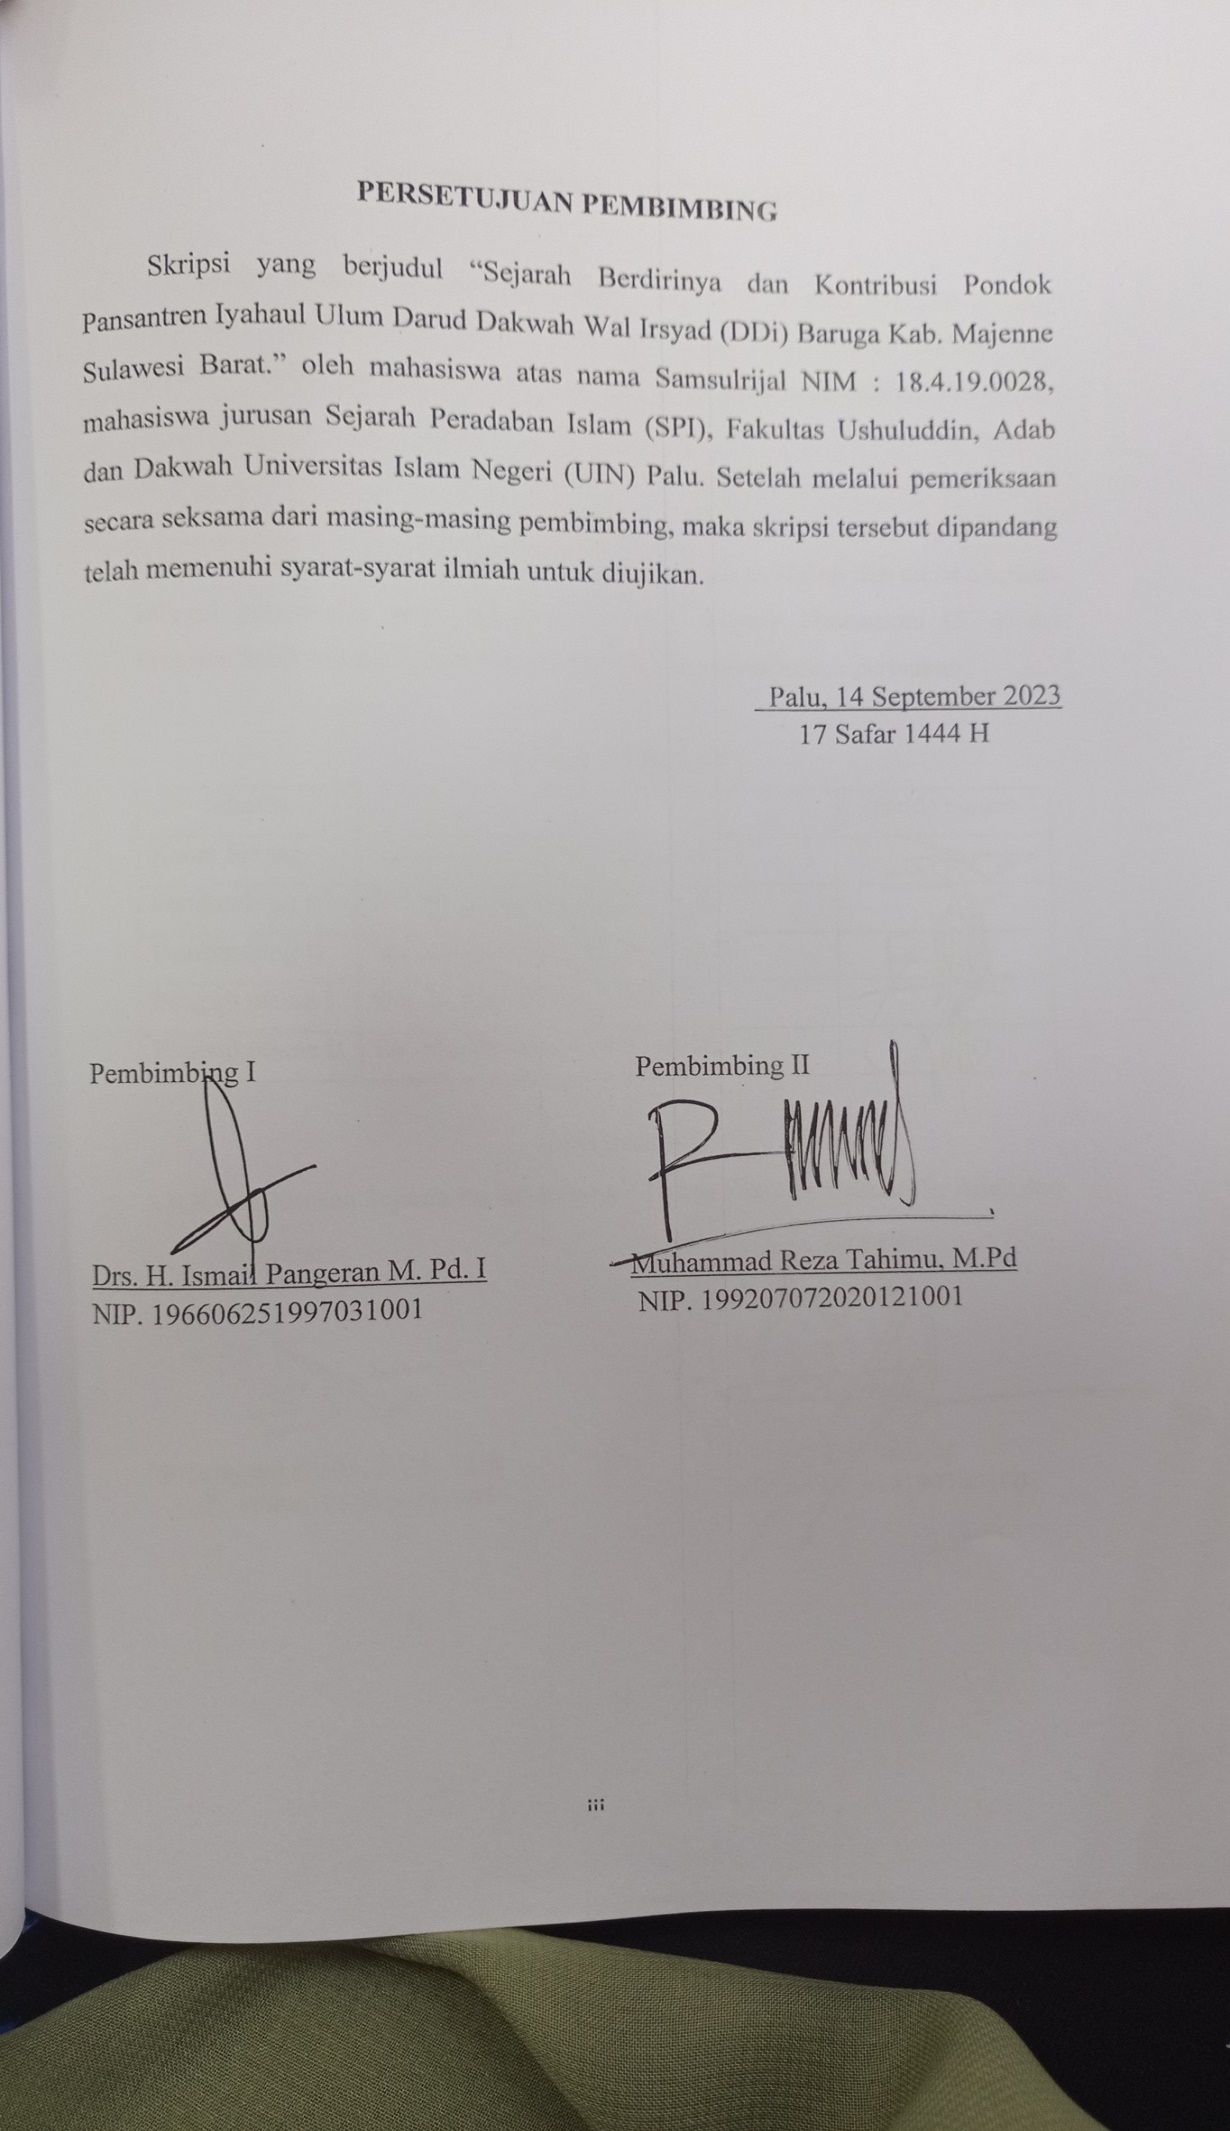 PERSETUJUAN PEMBIMBING
Skripsi yang berjudul “Sejarah Berdirinya dan Kontribusi Pondok
Pansantren Iyahaul Ulum Darud Dakwah Wal Irsyad (DDi) Baruga Kab. Majenne
Sulawesi Barat.” oleh mahasiswa atas nama Samsulrijal NIM : 18.4.19.0028,
mahasiswa jurusan Sejarah Peradaban Islam (SPI), Fakultas Ushuluddin, Adab
dan Dakwah Universitas Islam Negeri (UIN) Palu. Setelah melalui pemeriksaan
secara seksama dari masing-masing pembimbing, maka skripsi tersebut dipandang
telah memenuhi syarat-syarat ilmiah untuk diujikan.
Palu, 14 September 2023
17 Safar 1444 H
Pembimbing I
Drs. H. Ismail Pangeran M. Pd. I
NIP. 196606251997031001
Pembimbing II
Muhammad Reza Tahimu, M.Pd
NIP. 199207072020121001
iii